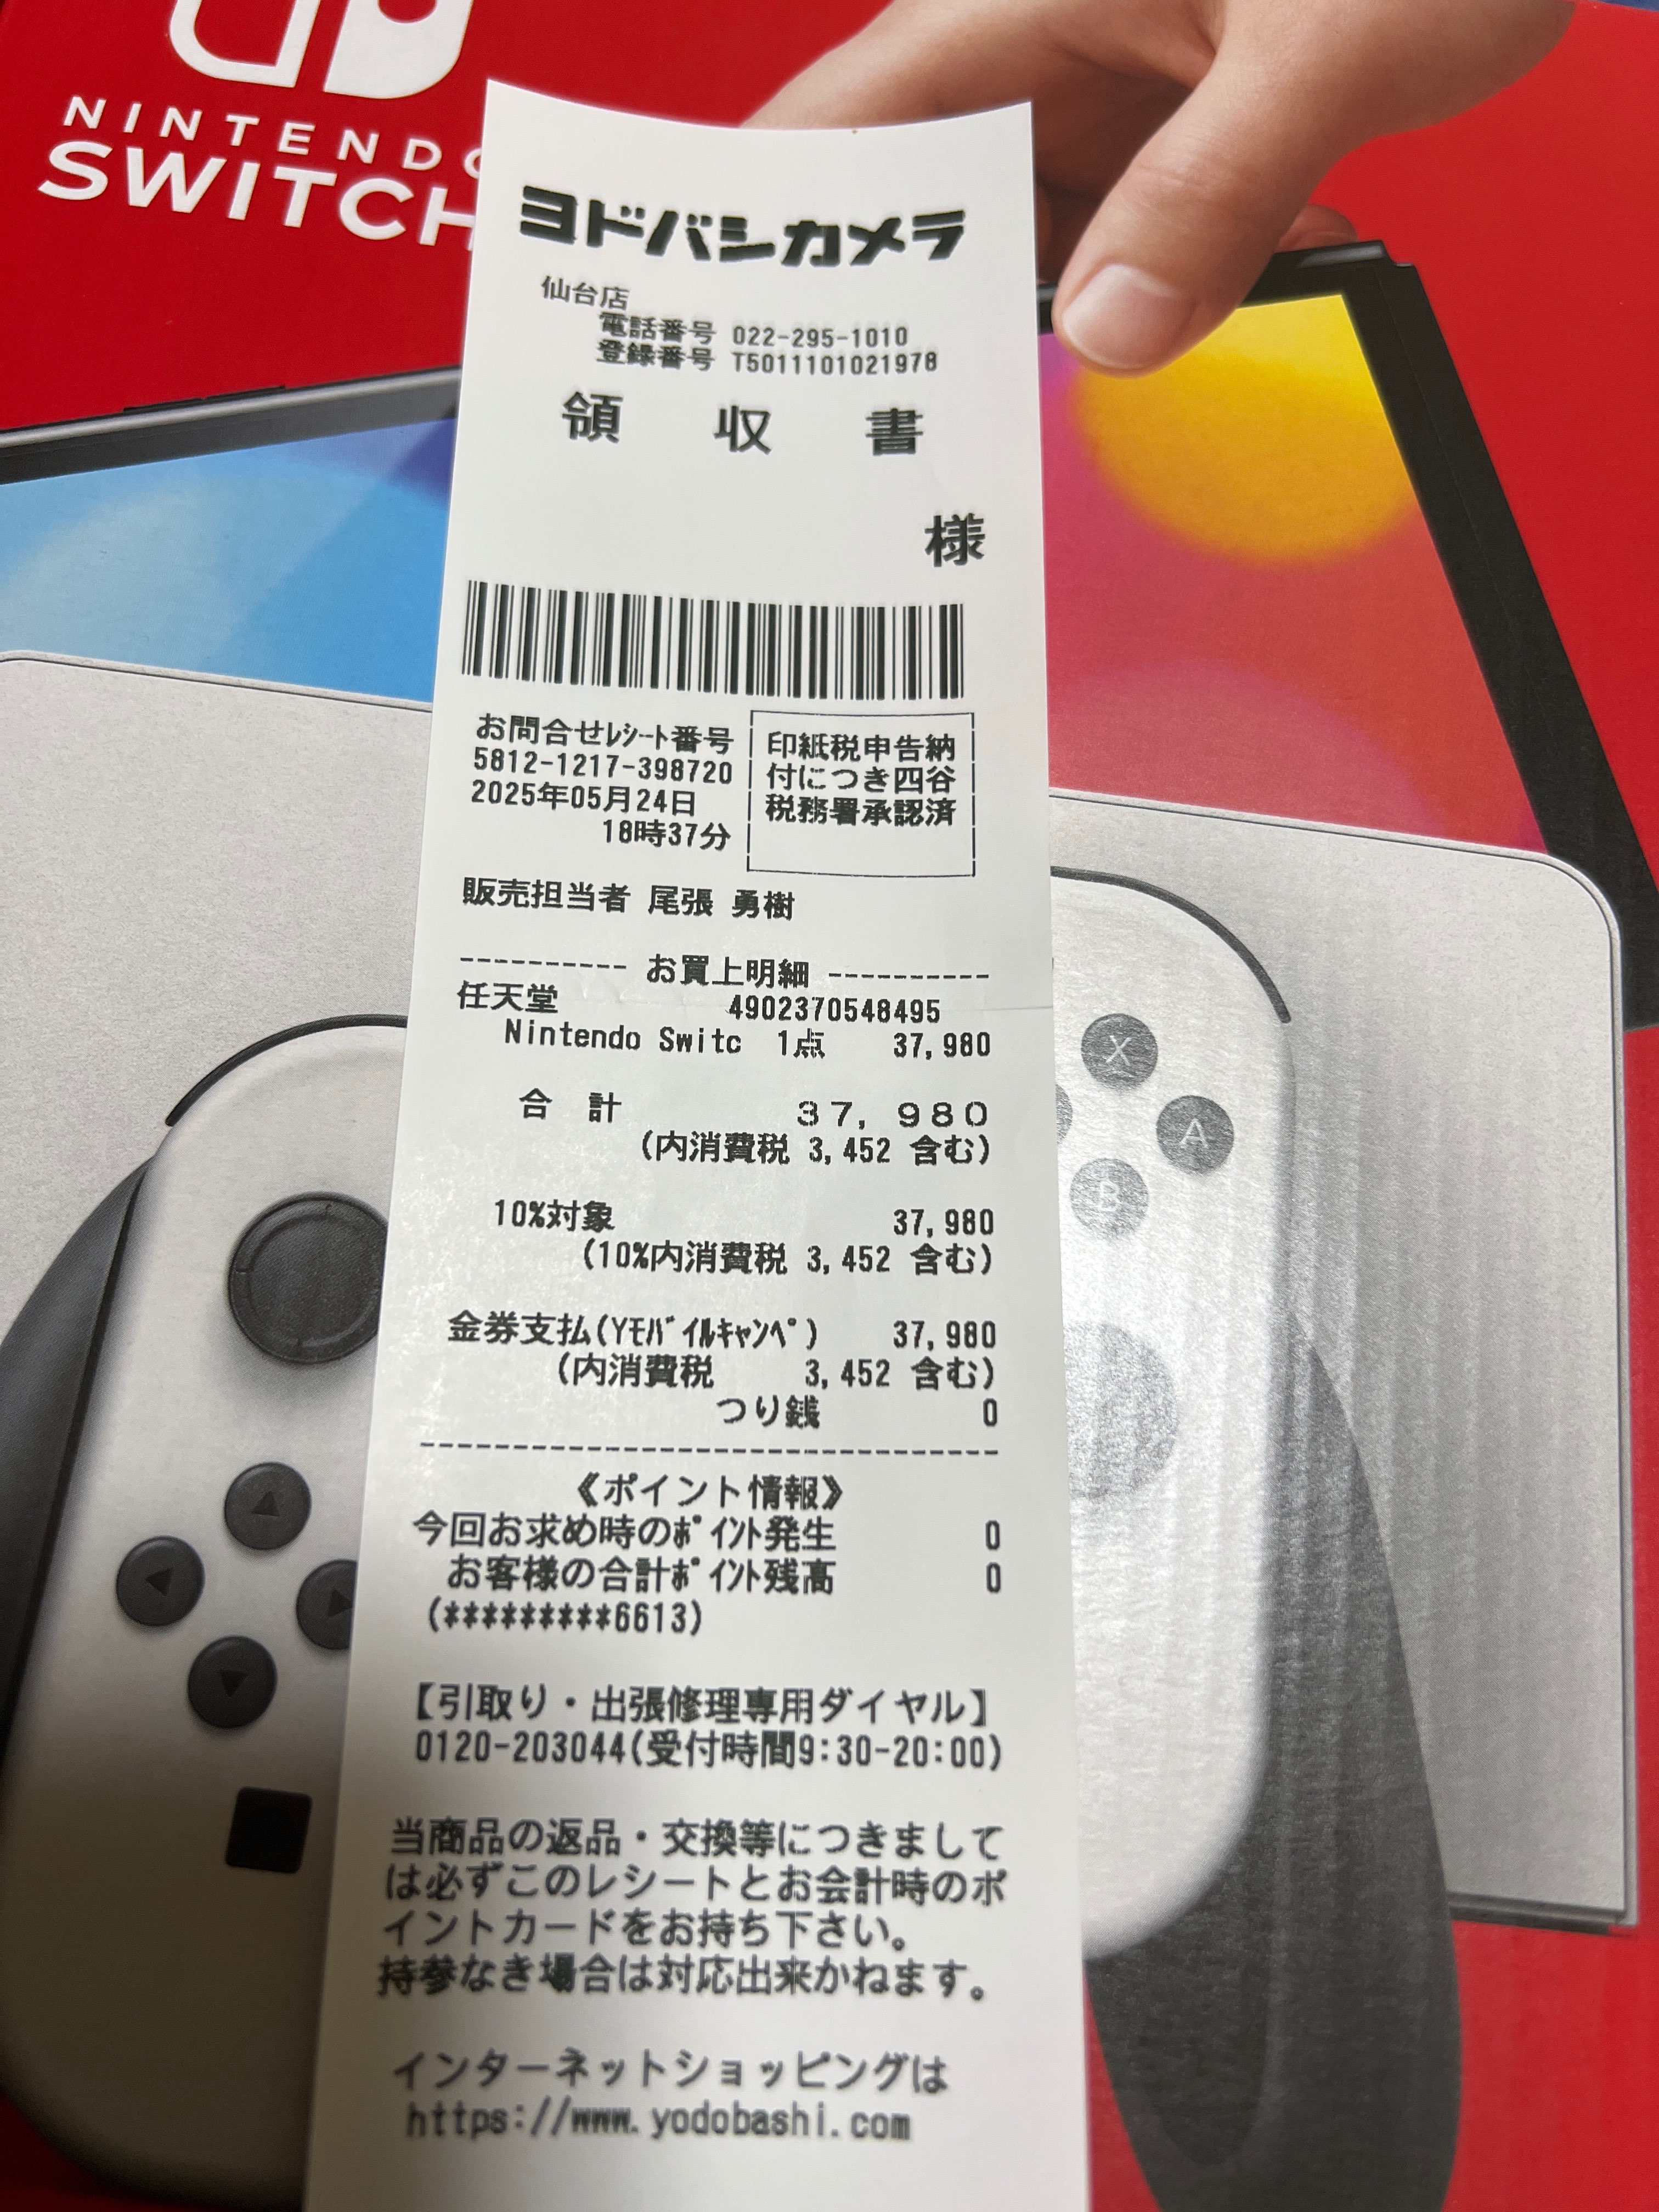 NINTENDO
SWITCH
ヨドバシカメラ
仙台店
電話番号 022-295-1010
登録番号 T5011101021978
領 収 書
様
お問合せﾚｼｰﾄ番号
5812-1217-398720
2025年05月24日
18時37分
印紙税申告納
付につき四谷
税務署承認済
販売担当者 尾張 勇樹
---------- お買上明細 ----------
任天堂 4902370548495
Nintendo Switc 1点 37,980
合 計 37,980
(内消費税 3,452 含む)
10%対象 37,980
(10%内消費税 3,452 含む)
金券支払(Yﾓﾊﾞｲﾙｷｬﾝﾍﾟ) 37,980
(内消費税 3,452 含む)
つり銭 0
《ポイント情報》
今回お求め時のﾎﾟｲﾝﾄ発生 0
お客様の合計ﾎﾟｲﾝﾄ残高 0
(*********6613)
【引取り・出張修理専用ダイヤル】
0120-203044(受付時間9:30-20:00)
当商品の返品・交換等につきまして
は必ずこのレシートとお会計時のポ
イントカードをお持ち下さい。
持参なき場合は対応出来かねます。
インターネットショッピングは
https://www.yodobashi.com
X
A
B